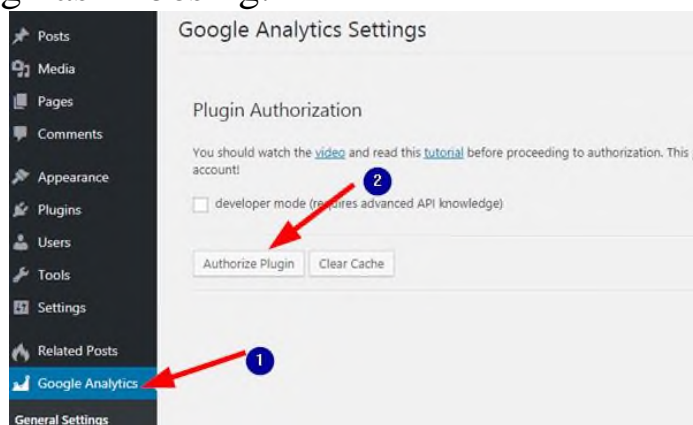 Google Analytics Settings
Posts
Media
Pages
Comments
Appearance
Plugins
Users
Tools
Settings
Related Posts
Google Analytics
General Settings
Plugin Authorization
You should watch the video and read this tutorial before proceeding to authorization. This
account!
2
developer mode (requires advanced API knowledge)
Authorize Plugin Clear Cache
1